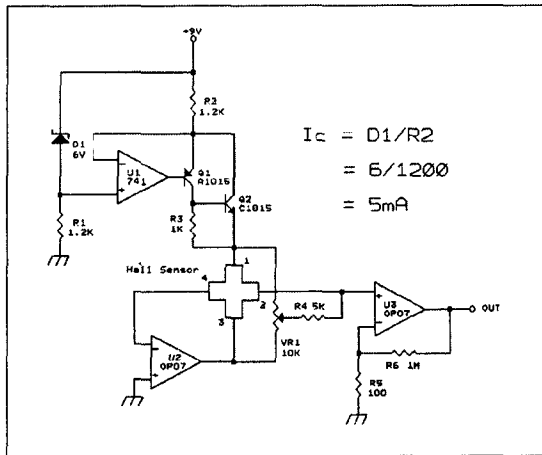 +9V
R2
1.2K
D1
6V
U1
741
Q1
A1015
Q2
C1815
R1
1.2K
R3
1K
Ic = D1/R2
= 6/1200
= 5mA
Hall Sensor
1
4
2
3
R4 5K
VR1
10K
U2
OP07
U3
OP07
OUT
R6 1M
R5
100